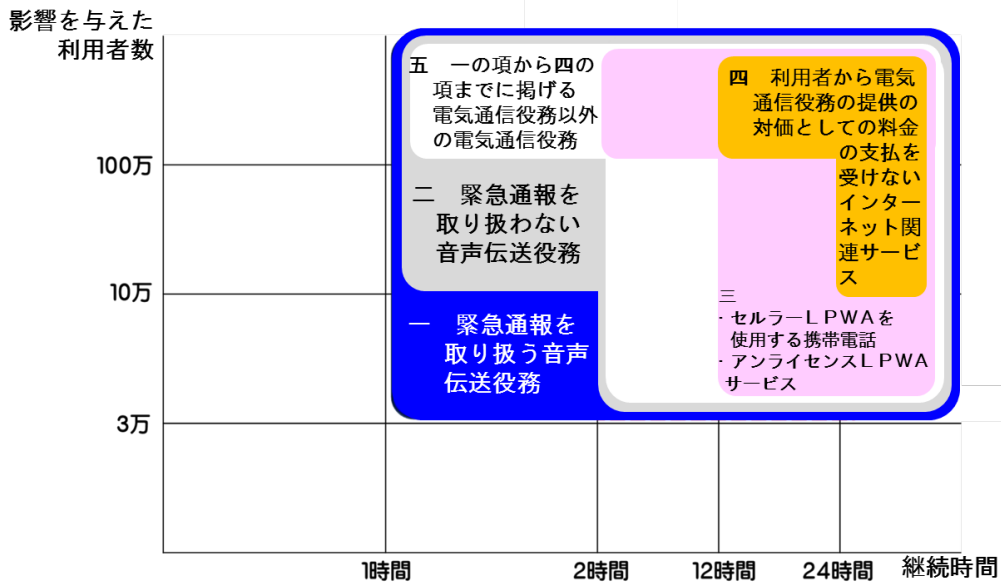 影響を与えた
利用者数
五　一の項から四の
項までに掲げる
電気通信役務以外
の電気通信役務
四　利用者から電気
通信役務の提供の
対価としての料金
の支払を
受けない
インター
ネット関
連サービ
ス
100万
二　緊急通報を
取り扱わない
音声伝送役務
10万
一　緊急通報を
取り扱う音声
伝送役務
三
・セルラーＬＰＷＡを
使用する携帯電話
・アンライセンスＬＰＷＡ
サービス
3万
1時間
2時間
12時間
24時間
継続時間